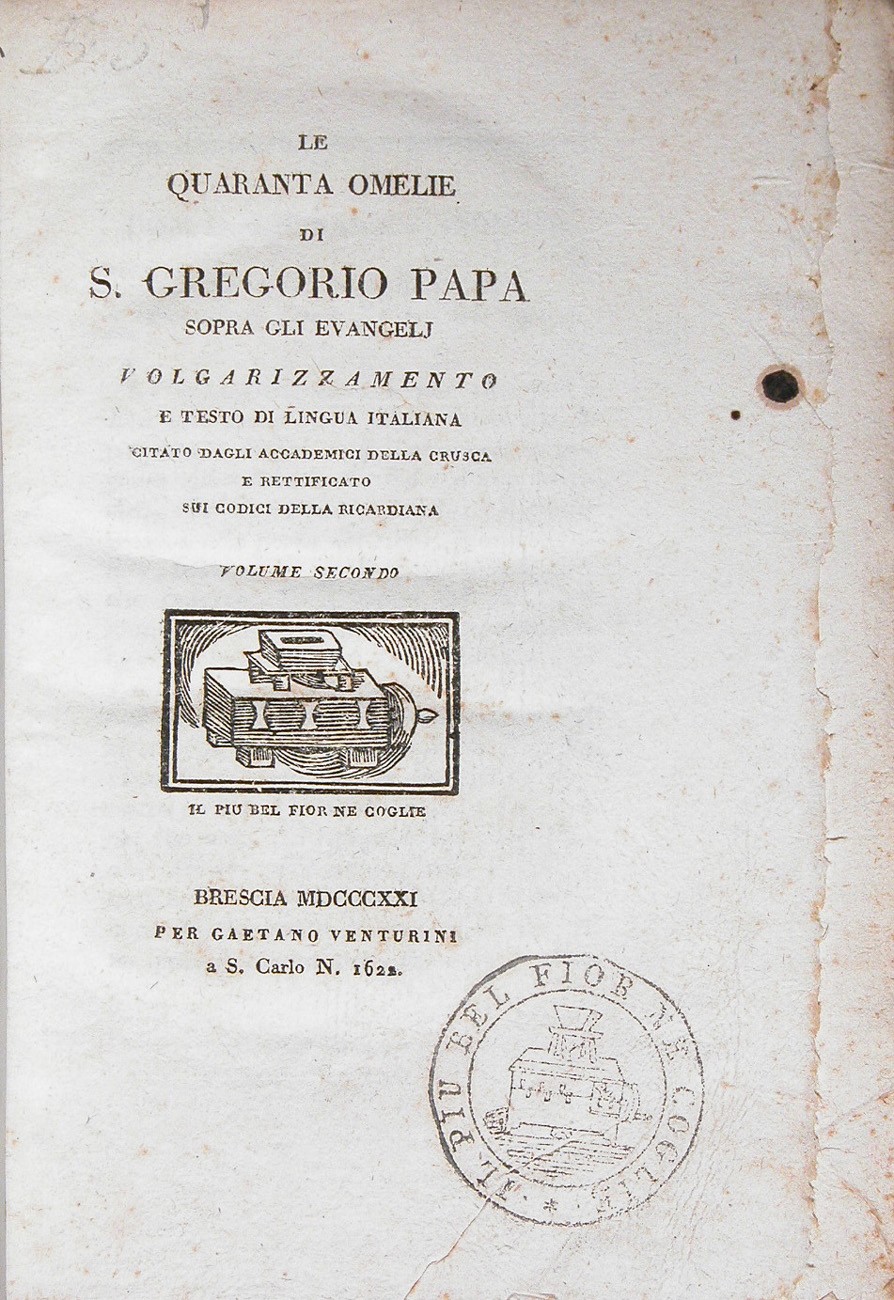 LE
QUARANTA OMELIE
DI
S. GREGORIO PAPA
SOPRA GLI EVANGELJ
VOLGARIZZAMENTO
E TESTO DI LINGUA ITALIANA
CITATO DAGLI ACCADEMICI DELLA CRUSCA
E RETTIFICATO
SUI CODICI DELLA RICARDIANA
VOLUME SECONDO
IL PIU BEL FIOR NE COGLIE
BRESCIA MDCCCXXI
PER GAETANO VENTURINI
a S. Carlo N. 1622.
IL PIU BEL FIOR NE COGLIE *